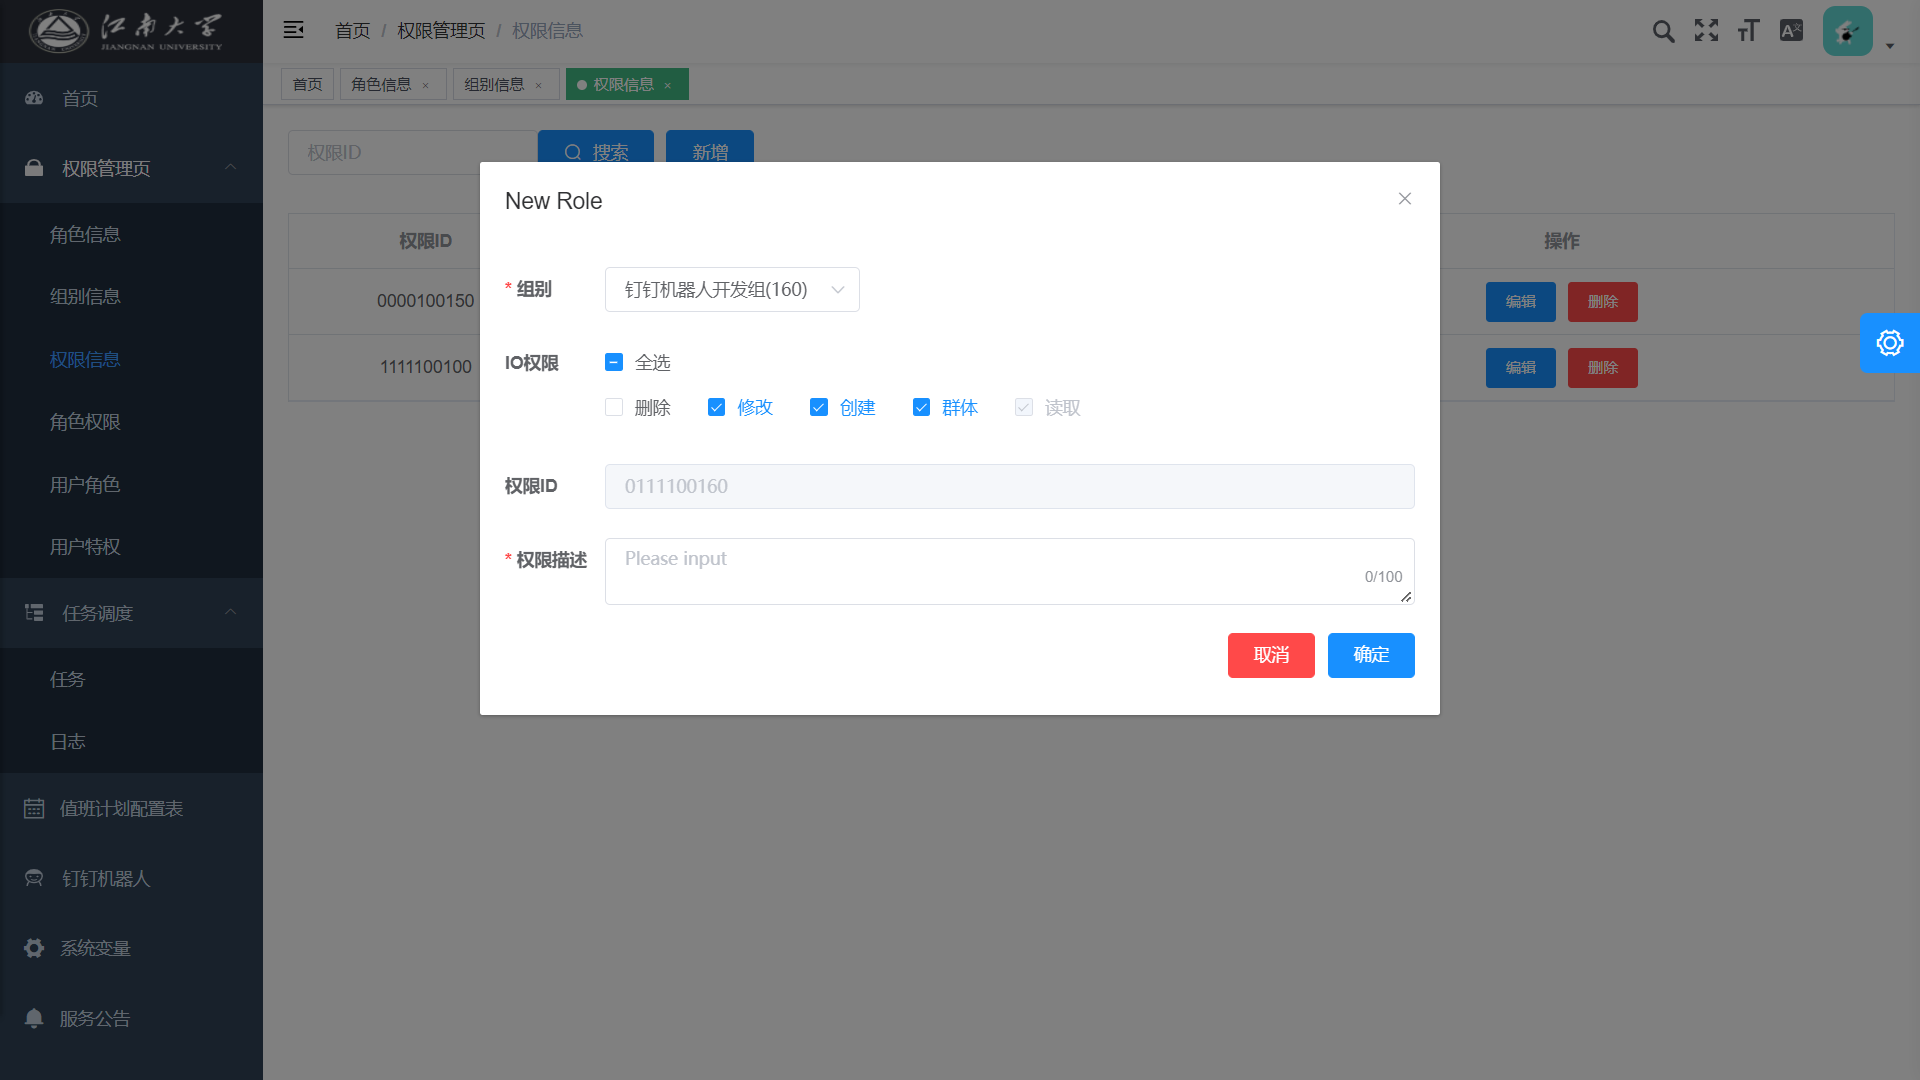 江南大学
JIANGNAN UNIVERSITY
首页 / 权限管理页 / 权限信息
首页
角色信息 ×
组别信息 ×
权限信息 ×
首页
权限管理页
角色信息
组别信息
权限信息
角色权限
用户角色
用户特权
任务调度
任务
日志
值班计划配置表
钉钉机器人
系统变量
服务公告
权限ID
搜索
新增
权限ID
操作
0000100150
编辑
删除
1111100100
编辑
删除
New Role
* 组别
钉钉机器人开发组(160)
IO权限
全选
删除
修改
创建
群体
读取
权限ID
0111100160
* 权限描述
Please input
0/100
取消
确定